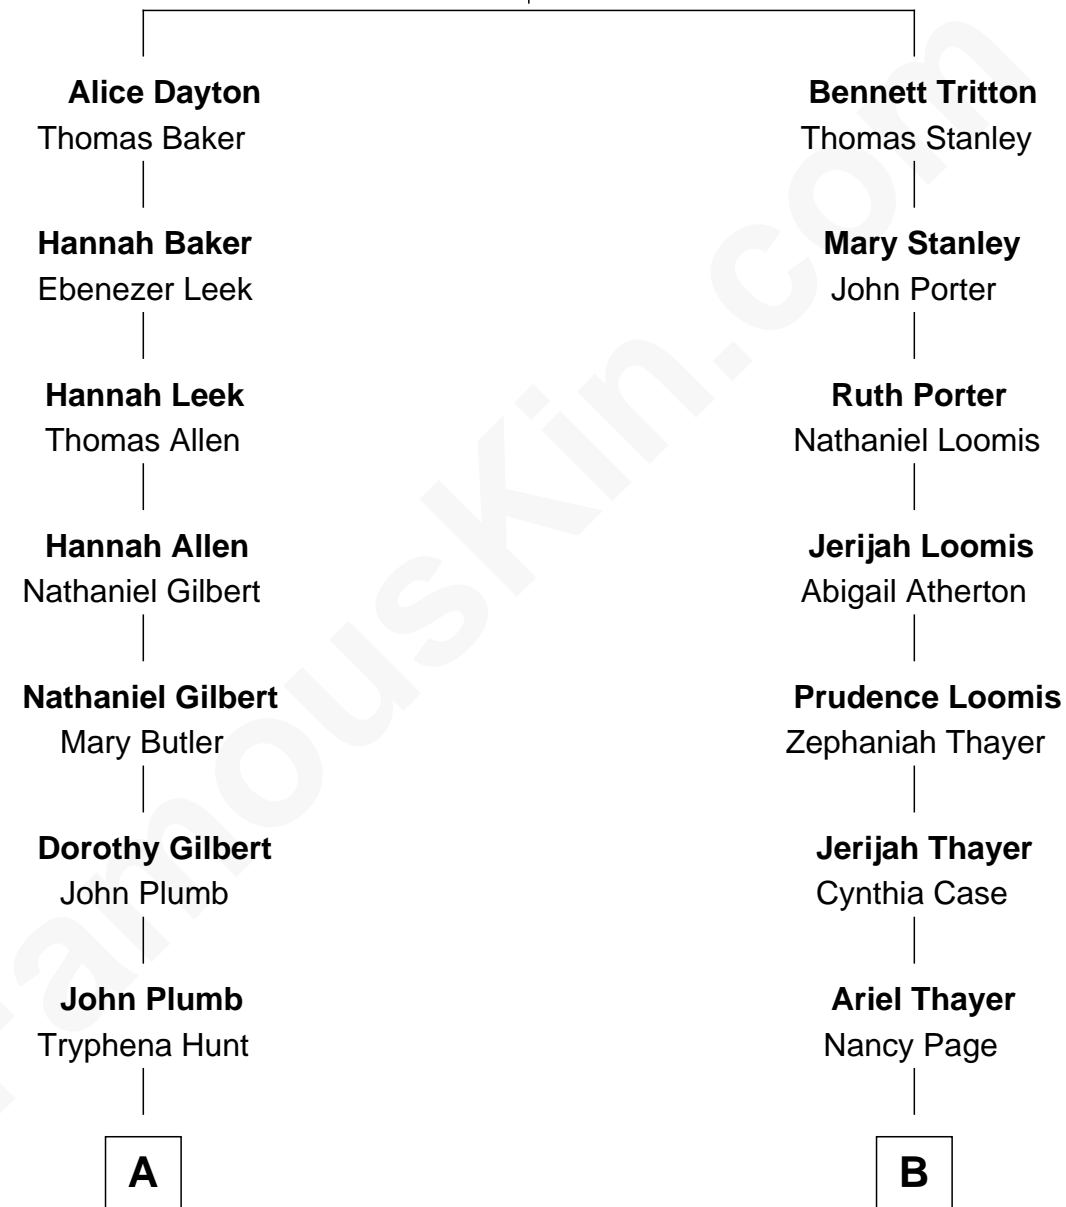 Alice Dayton
Thomas Baker
Hannah Baker
Ebenezer Leek
Hannah Leek
Thomas Allen
Hannah Allen
Nathaniel Gilbert
Nathaniel Gilbert
Mary Butler
Dorothy Gilbert
John Plumb
John Plumb
Tryphena Hunt
A
Bennett Tritton
Thomas Stanley
Mary Stanley
John Porter
Ruth Porter
Nathaniel Loomis
Jerijah Loomis
Abigail Atherton
Prudence Loomis
Zephaniah Thayer
Jerijah Thayer
Cynthia Case
Ariel Thayer
Nancy Page
B
FamousKin.com